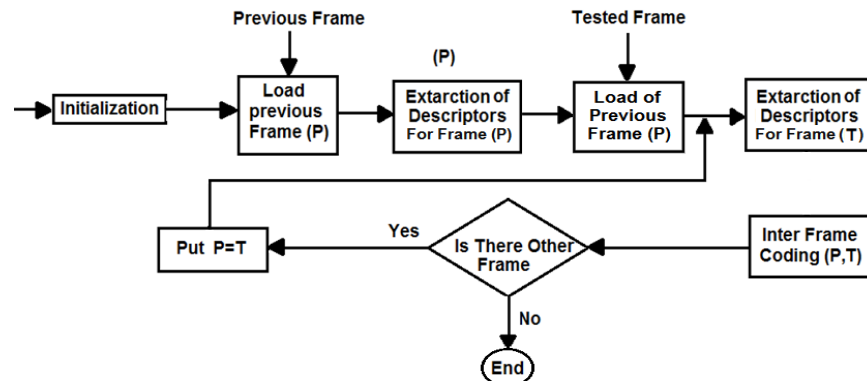 Previous Frame
Tested Frame
(P)
Initialization
Load
previous
Frame (P)
Extarction of
Descriptors
For Frame (P)
Load of
Previous
Frame (P)
Extarction of
Descriptors
For Frame (T)
Put P=T
Yes
Is There Other
Frame
Inter Frame
Coding (P,T)
No
End